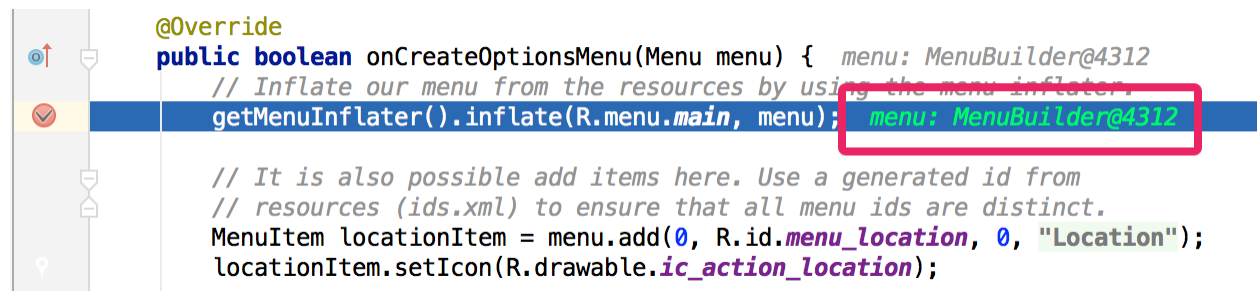 @Override
public boolean onCreateOptionsMenu(Menu menu) {  menu: MenuBuilder@4312
// Inflate our menu from the resources by using the menu inflater.
getMenuInflater().inflate(R.menu.main, menu);  menu: MenuBuilder@4312
// It is also possible add items here. Use a generated id from
// resources (ids.xml) to ensure that all menu ids are distinct.
MenuItem locationItem = menu.add(0, R.id.menu_location, 0, "Location");
locationItem.setIcon(R.drawable.ic_action_location);